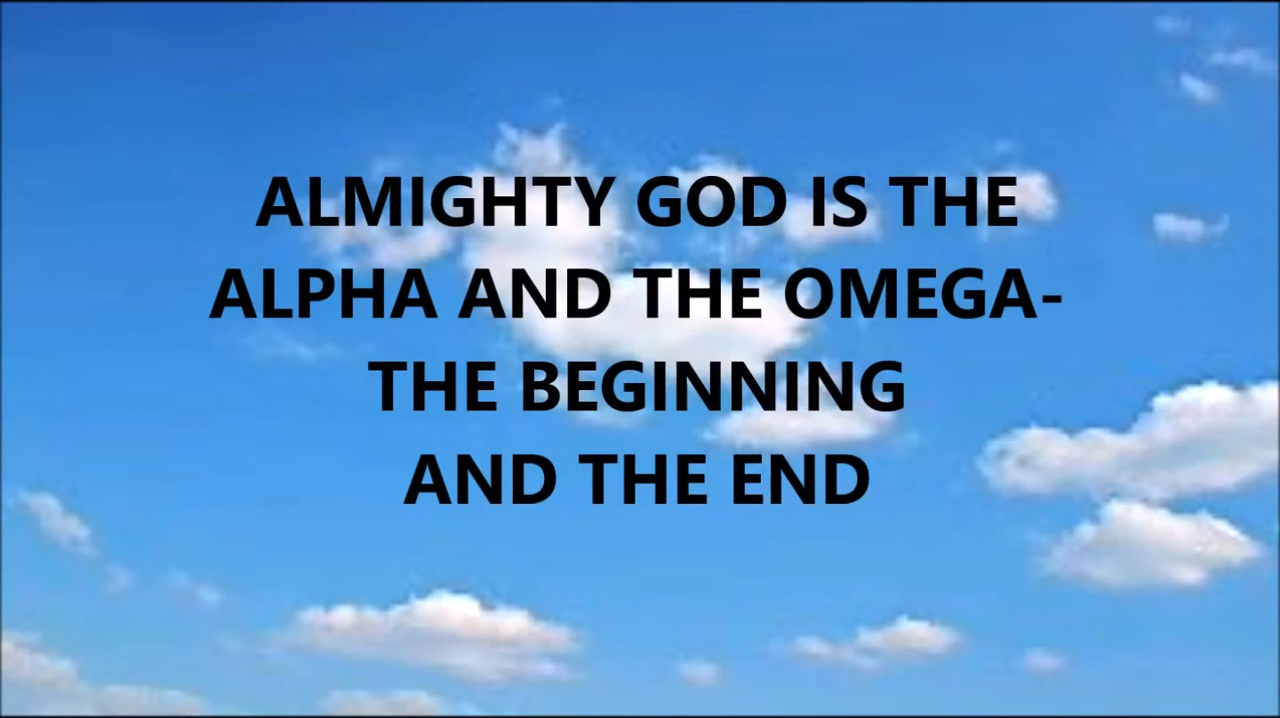 ALMIGHTY GOD IS THE
ALPHA AND THE OMEGA-
THE BEGINNING
AND THE END